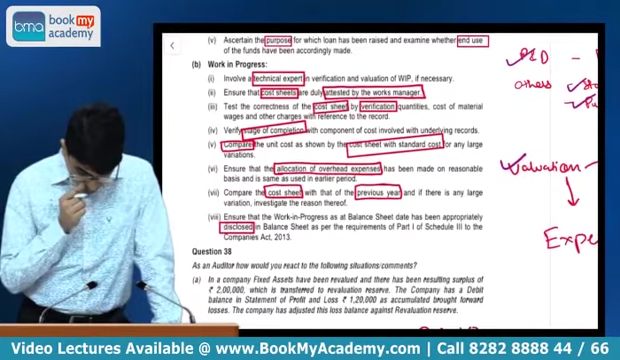 bma
book my
academy
(v) Ascertain the purpose for which loan has been raised and examine whether end use
of the funds have been accordingly made.
(b) Work in Progress:
(i) Involve a technical expert in verification and valuation of WIP, if necessary.
(ii) Ensure that cost sheets are duly attested by the works manager.
(iii) Test the correctness of the cost sheet by verification quantities, cost of material
wages and other charges with reference to the record.
(iv) Verify stage of completion with component of cost involved with underlying records.
(v) Compare the unit cost as shown by the cost sheet with standard cost for any large
variations.
(vi) Ensure that the allocation of overhead expenses has been made on reasonable
basis and is same as used in earlier period.
(vii) Compare the cost sheet with that of the previous year and if there is any large
variation, investigate the reason thereof.
(viii) Ensure that the Work-in-Progress as at Balance Sheet date has been appropriately
disclosed in Balance Sheet as per the requirements of Part I of Schedule III to the
Companies Act, 2013.
Question 38
As an Auditor how would you react to the following situations/comments?
(a) In a company Fixed Assets have been revalued and there has been resulting surplus of
₹ 2,00,000, which is transferred to revaluation reserve. The Company has a Debit
balance in Statement of Profit and Loss ₹ 1,20,000 as accumulated brought forward
losses. The company has adjusted this loss balance against Revaluation Reserve.
others
Valuation -
Expe
Video Lectures Available @ www.BookMyAcademy.com | Call 8282 8888 44 / 66